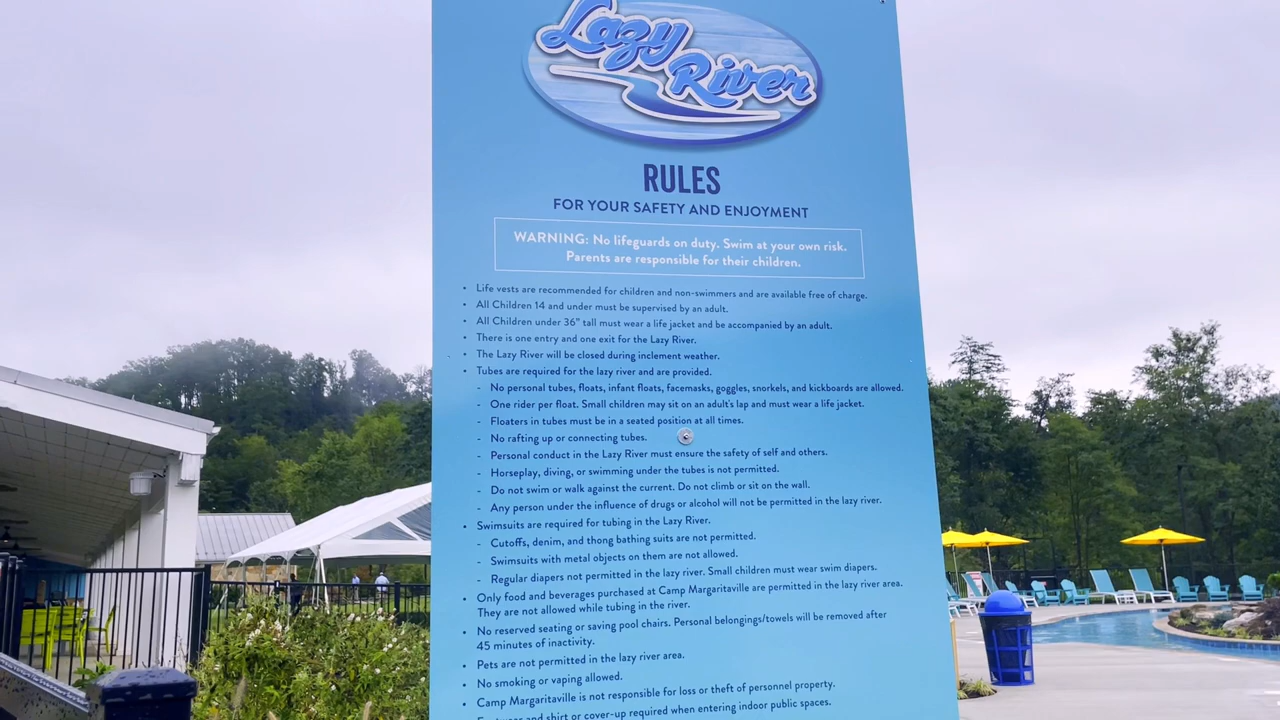 Lazy River
RULES
FOR YOUR SAFETY AND ENJOYMENT
WARNING: No lifeguards on duty. Swim at your own risk.
Parents are responsible for their children.
• Life vests are recommended for children and non-swimmers and are available free of charge.
• All Children 14 and under must be supervised by an adult.
• All Children under 36" tall must wear a life jacket and be accompanied by an adult.
• There is one entry and one exit for the Lazy River.
• The Lazy River will be closed during inclement weather.
• Tubes are required for the lazy river and are provided.
- No personal tubes, floats, infant floats, facemasks, goggles, snorkels, and kickboards are allowed.
- One rider per float. Small children may sit on an adult's lap and must wear a life jacket.
- Floaters in tubes must be in a seated position at all times.
- No rafting up or connecting tubes.
- Personal conduct in the Lazy River must ensure the safety of self and others.
- Horseplay, diving, or swimming under the tubes is not permitted.
- Do not swim or walk against the current. Do not climb or sit on the wall.
- Any person under the influence of drugs or alcohol will not be permitted in the lazy river.
• Swimsuits are required for tubing in the Lazy River.
- Cutoffs, denim, and thong bathing suits are not permitted.
- Swimsuits with metal objects on them are not allowed.
- Regular diapers not permitted in the lazy river. Small children must wear swim diapers.
• Only food and beverages purchased at Camp Margaritaville are permitted in the lazy river area.
They are not allowed while tubing in the river.
• No reserved seating or saving pool chairs. Personal belongings/towels will be removed after
45 minutes of inactivity.
• Pets are not permitted in the lazy river area.
• No smoking or vaping allowed.
• Camp Margaritaville is not responsible for loss or theft of personnel property.
• Footwear and shirt or cover-up required when entering indoor public spaces.